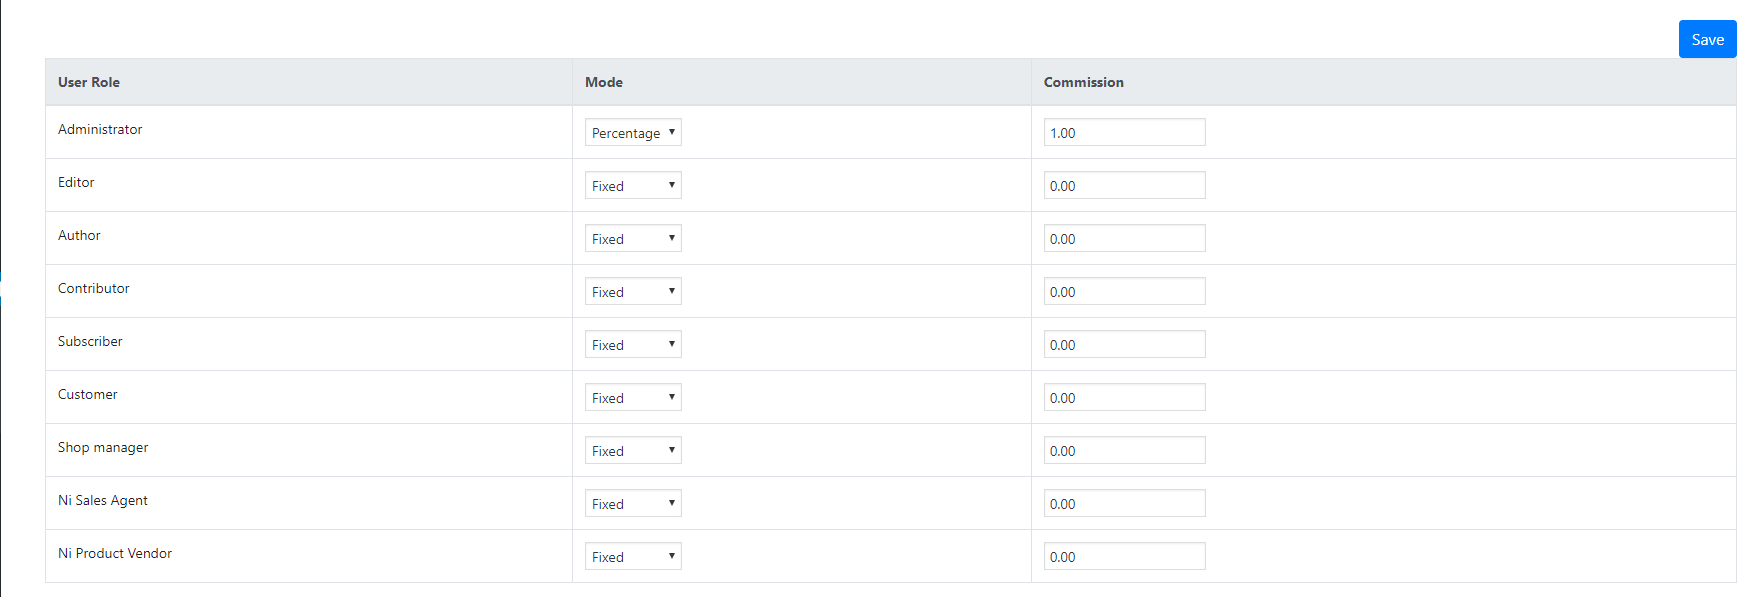 Save
User Role Mode Commission
Administrator Percentage 1.00
Editor Fixed 0.00
Author Fixed 0.00
Contributor Fixed 0.00
Subscriber Fixed 0.00
Customer Fixed 0.00
Shop manager Fixed 0.00
Ni Sales Agent Fixed 0.00
Ni Product Vendor Fixed 0.00